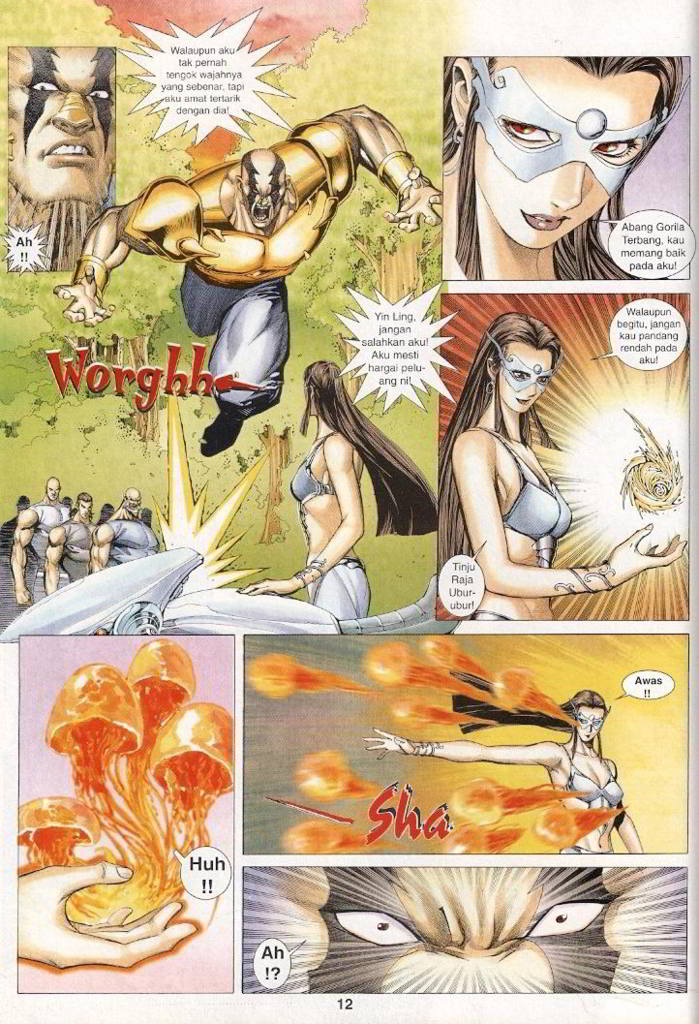 Walaupun aku
tak pernah
tengok wajahnya
yang sebenar, tapi
aku amat tertarik
dengan dia!
Ah
!!
Abang Gorila
Terbang, kau
memang baik
pada aku!
Worghh
Yin Ling,
jangan
salahkan aku!
Aku mesti
hargai pelu-
ang ni!
Walaupun
begitu, jangan
kau pandang
rendah pada
aku!
Tinju
Raja
Ubur-
ubur!
Huh
!!
Awas
!!
Sha
Ah
!?
12